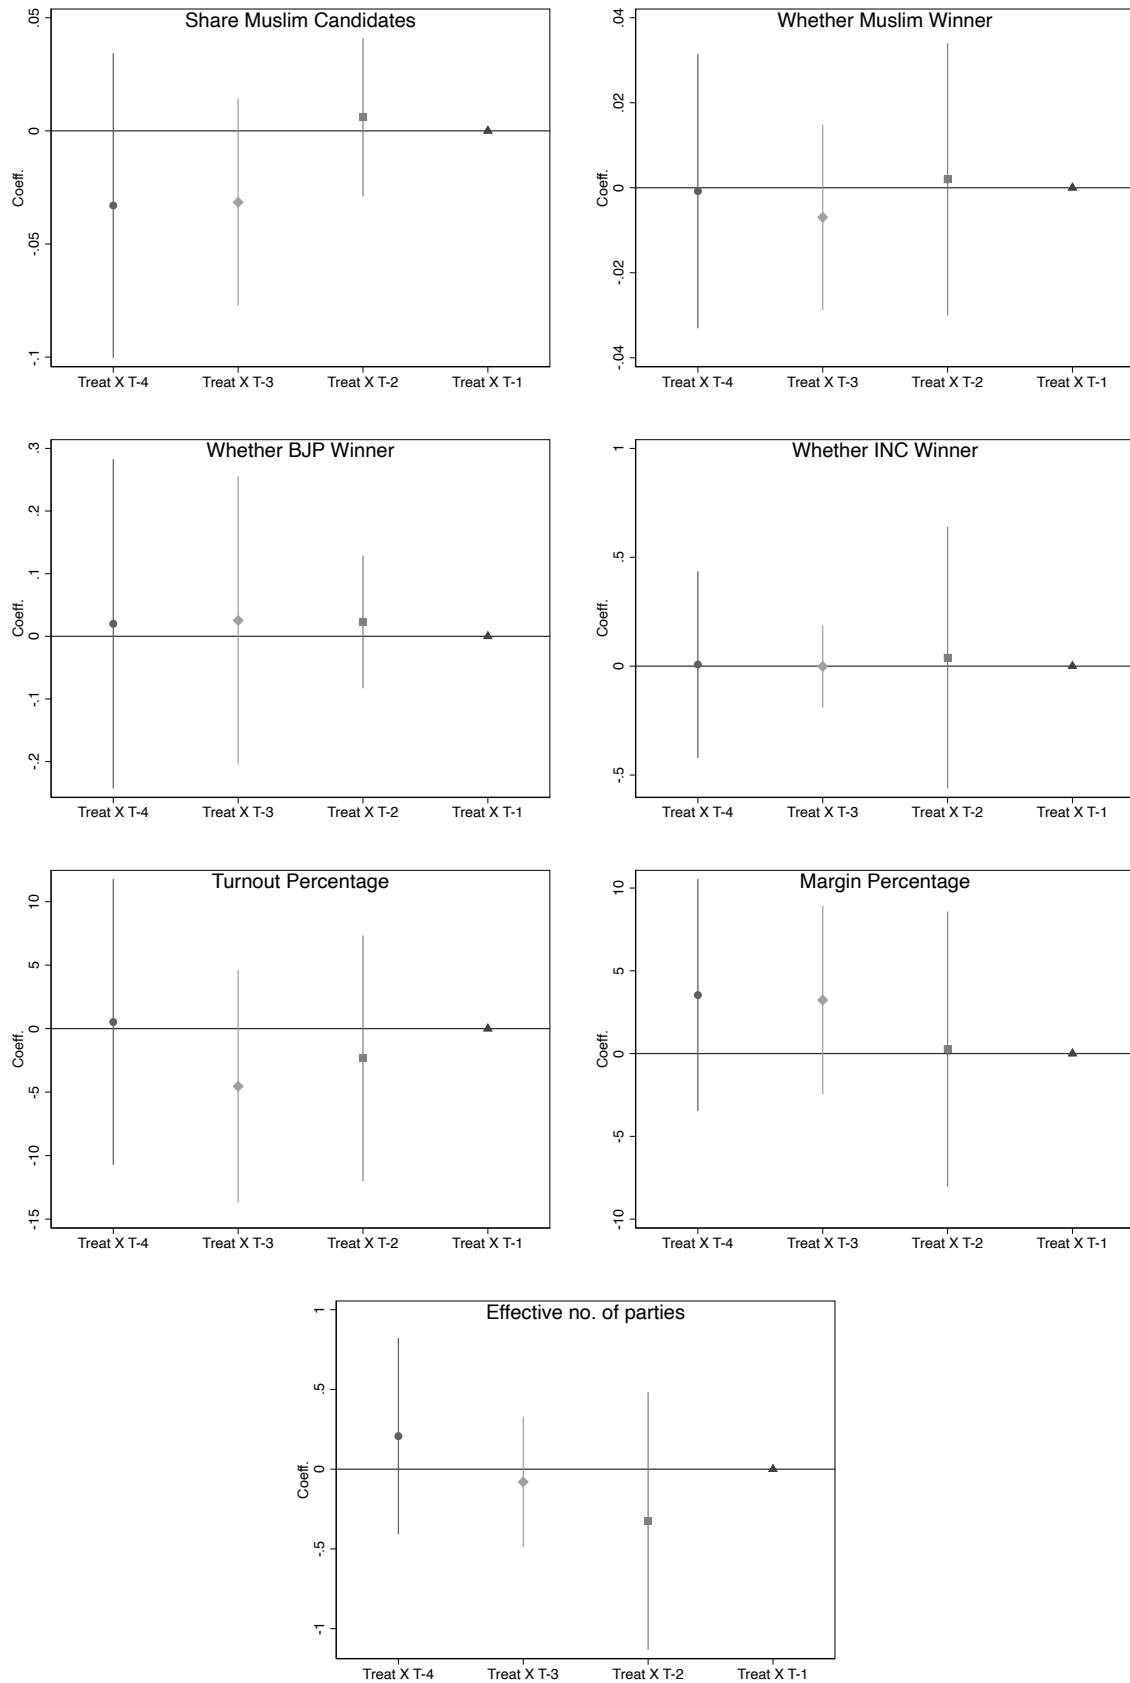 Share Muslim Candidates
Coeff.
.05
0
-.05
-.1
Treat X T-4 Treat X T-3 Treat X T-2 Treat X T-1
Whether Muslim Winner
Coeff.
.04
.02
0
-.02
-.04
Treat X T-4 Treat X T-3 Treat X T-2 Treat X T-1
Whether BJP Winner
Coeff.
.3
.2
.1
0
-.1
-.2
Treat X T-4 Treat X T-3 Treat X T-2 Treat X T-1
Whether INC Winner
Coeff.
1
.5
0
-.5
Treat X T-4 Treat X T-3 Treat X T-2 Treat X T-1
Turnout Percentage
Coeff.
10
5
0
-5
-10
-15
Treat X T-4 Treat X T-3 Treat X T-2 Treat X T-1
Margin Percentage
Coeff.
10
5
0
-5
-10
Treat X T-4 Treat X T-3 Treat X T-2 Treat X T-1
Effective no. of parties
Coeff.
1
.5
0
-.5
-1
Treat X T-4 Treat X T-3 Treat X T-2 Treat X T-1